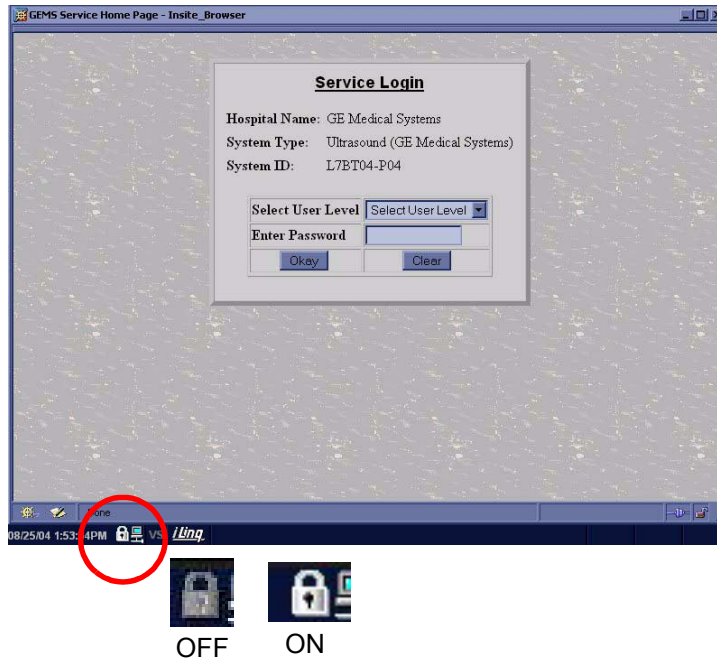 GEMS Service Home Page - Insite_Browser
Service Login
Hospital Name: GE Medical Systems
System Type: Ultrasound (GE Medical Systems)
System ID: L7BT04-P04
Select User Level Select User Level
Enter Password
Okay Clear
Done
08/25/04 1:53: 4PM VS iLinq
OFF ON